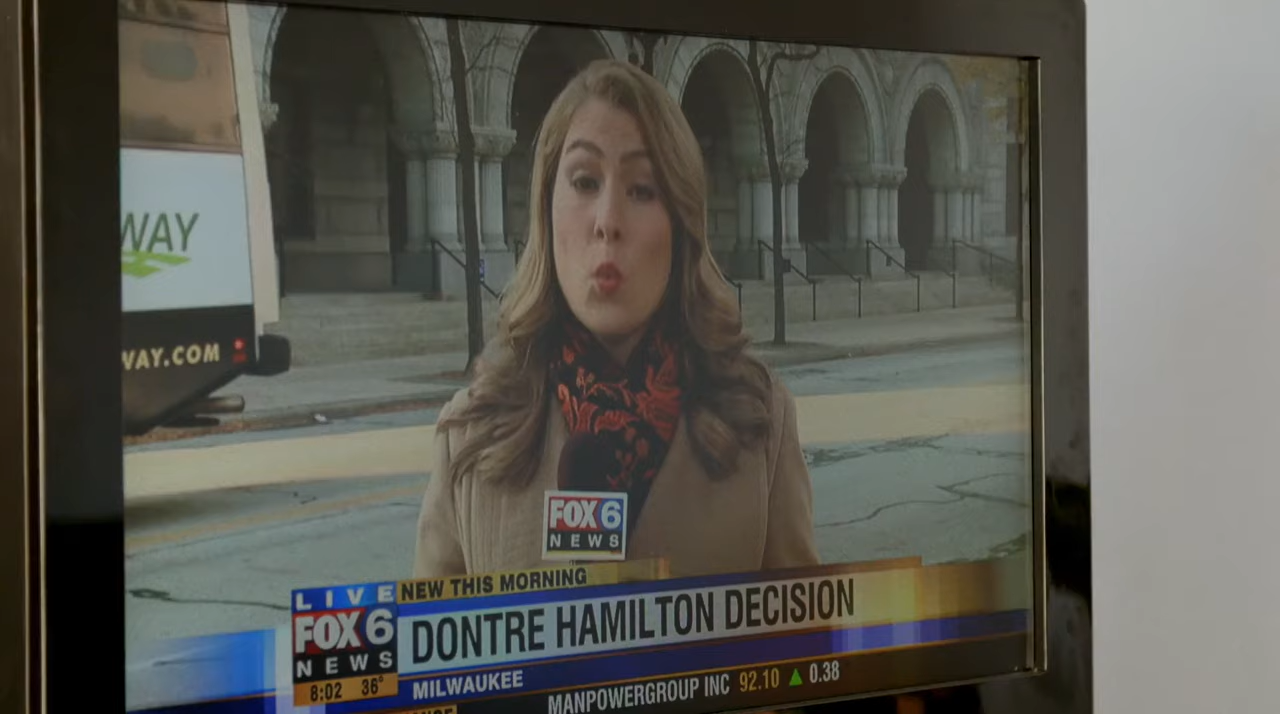 WAY
WAY.COM
FOX 6
NEWS
LIVE
FOX 6
NEWS
8:02 36°
NEW THIS MORNING
DONTRE HAMILTON DECISION
MILWAUKEE
MANPOWERGROUP INC 92.10 ▲ 0.38